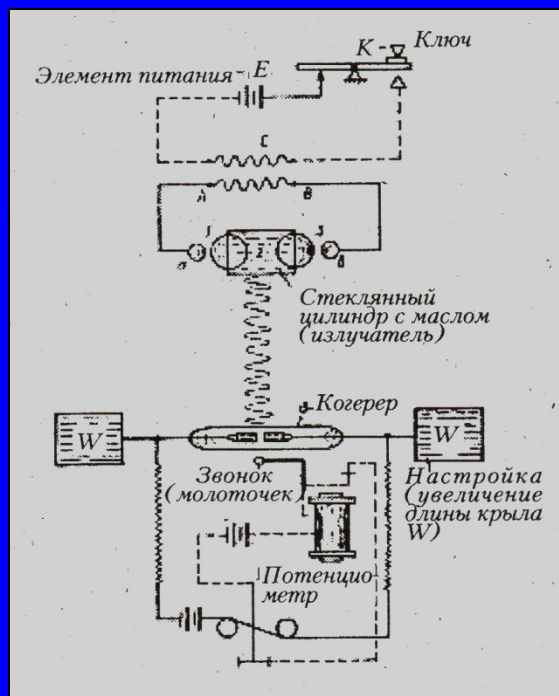 K - Ключ
Элемент питания - E
C
A B
1 2 3
Стеклянный
цилиндр с маслом
(излучатель)
Когерер
W W
Звонок
(молоточек)
Настройка
(увеличение
длины крыла
W)
Потенцио-
метр